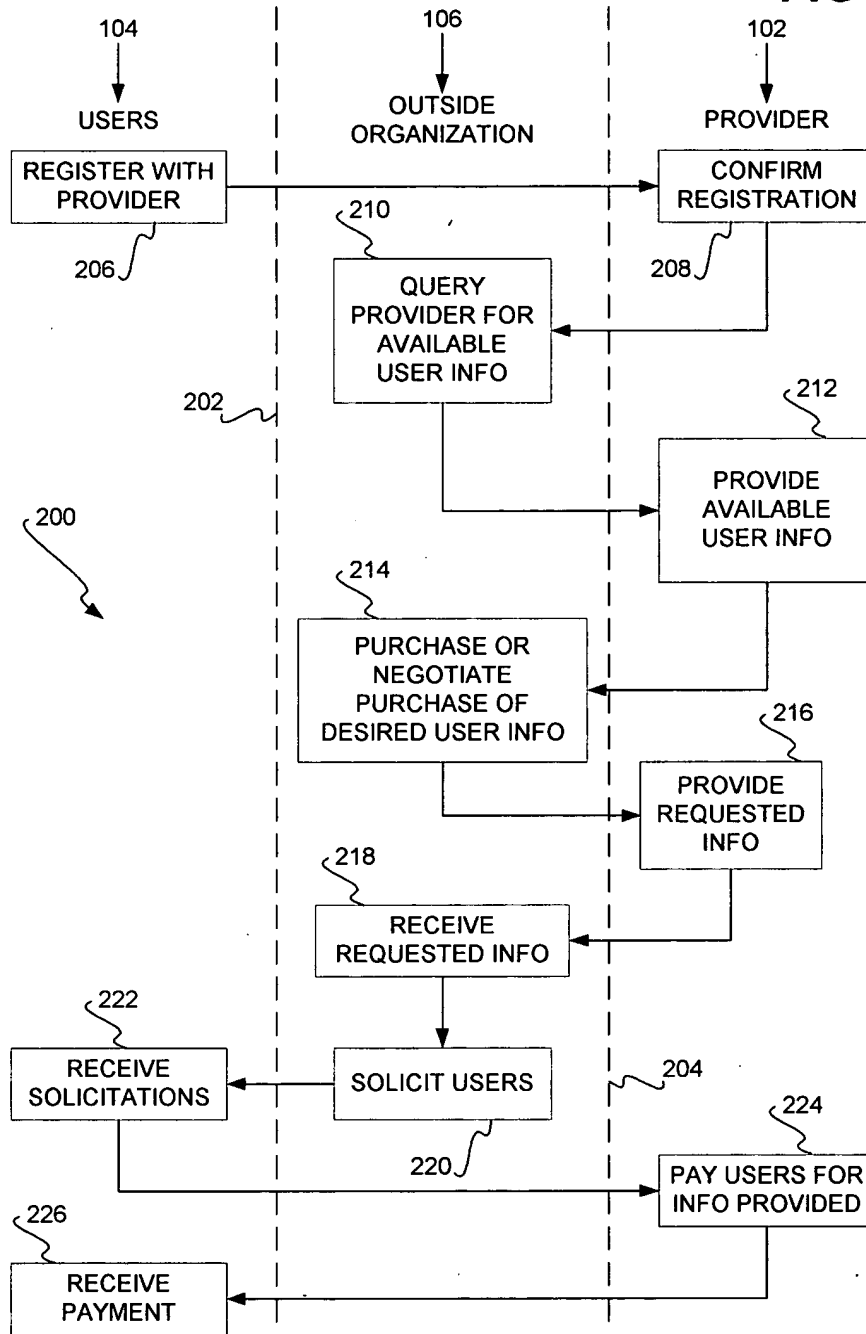 104
106
102
USERS
OUTSIDE
ORGANIZATION
PROVIDER
REGISTER WITH
PROVIDER
CONFIRM
REGISTRATION
206
210
208
QUERY
PROVIDER FOR
AVAILABLE
USER INFO
202
212
PROVIDE
AVAILABLE
USER INFO
200
214
PURCHASE OR
NEGOTIATE
PURCHASE OF
DESIRED USER INFO
216
PROVIDE
REQUESTED
INFO
218
RECEIVE
REQUESTED INFO
222
RECEIVE
SOLICITATIONS
SOLICIT USERS
204
220
224
PAY USERS FOR
INFO PROVIDED
226
RECEIVE
PAYMENT